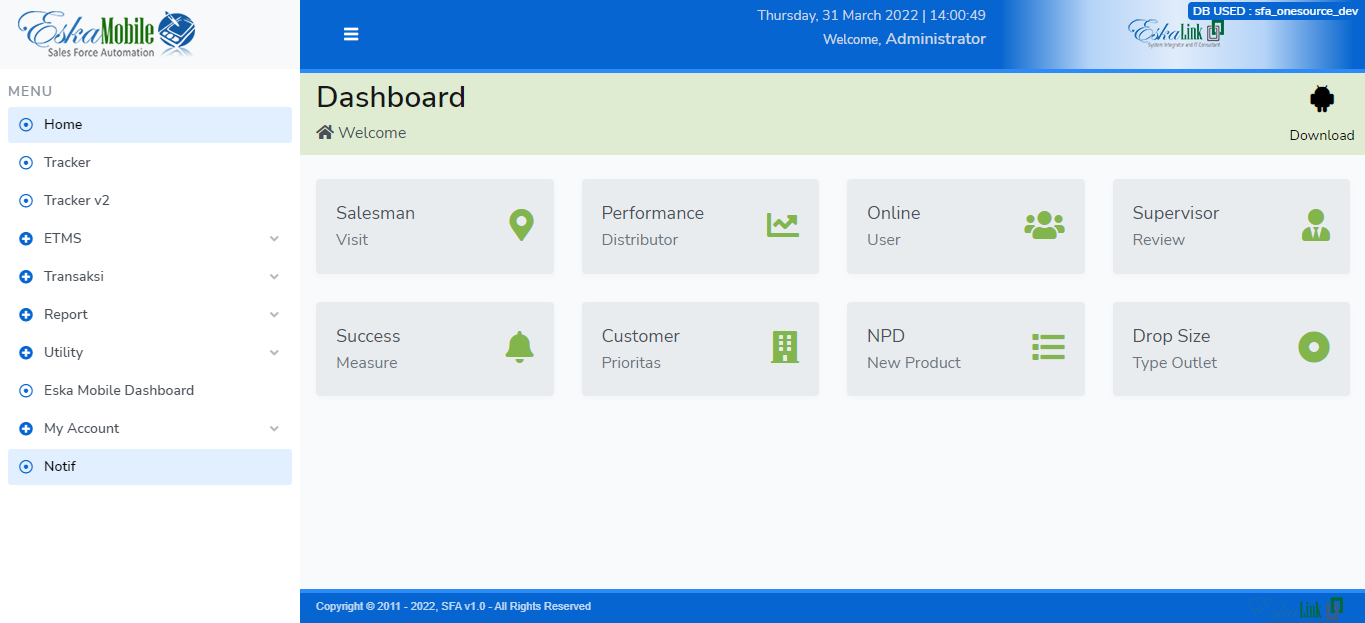 EskaMobile
Sales Force Automation
MENU
Home
Tracker
Tracker v2
ETMS
Transaksi
Report
Utility
Eska Mobile Dashboard
My Account
Notif
Thursday, 31 March 2022 | 14:00:49
Welcome, Administrator
DB USED : sfa_onesource_dev
EskaLink
System Integrator and IT Consultant
Dashboard
Welcome
Download
Salesman
Visit
Performance
Distributor
Online
User
Supervisor
Review
Success
Measure
Customer
Prioritas
NPD
New Product
Drop Size
Type Outlet
Copyright © 2011 - 2022, SFA v1.0 - All Rights Reserved
EskaLink